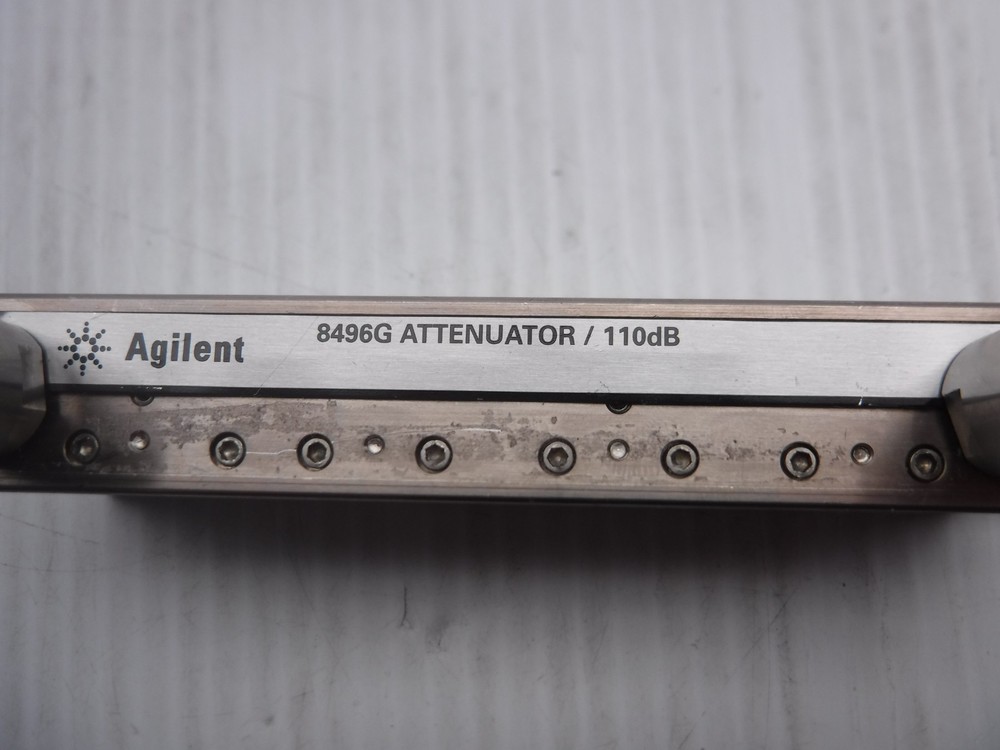 Agilent
8496G ATTENUATOR / 110dB